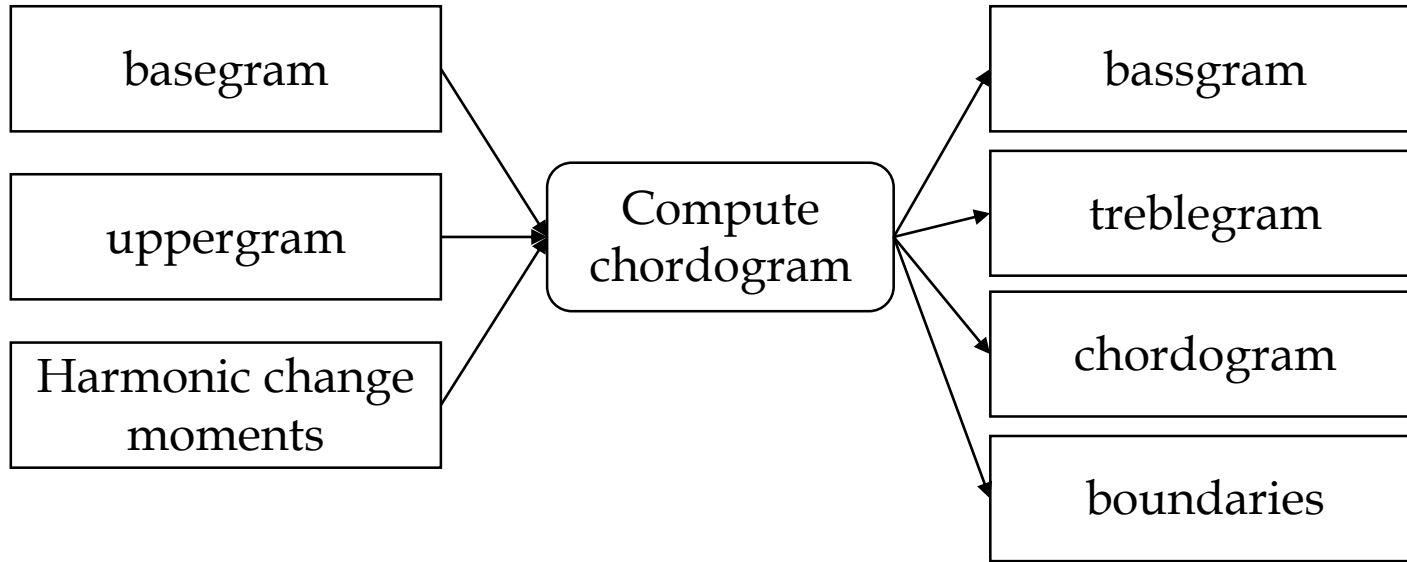 basegram
uppergram
Harmonic change
moments
Compute
chordogram
bassgram
treblegram
chordogram
boundaries